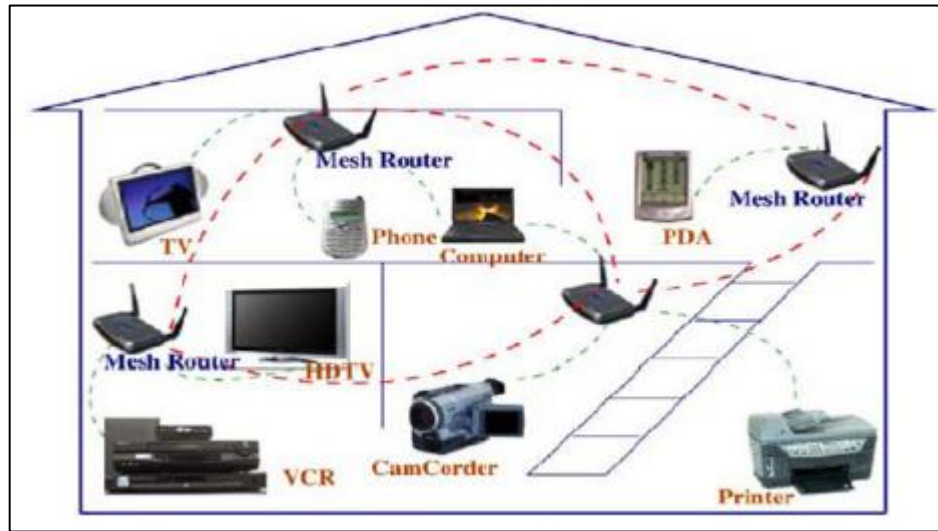 Mesh Router
Mesh Router
TV
Phone
PDA
Computer
Mesh Router
HDTV
VCR
CamCorder
Printer